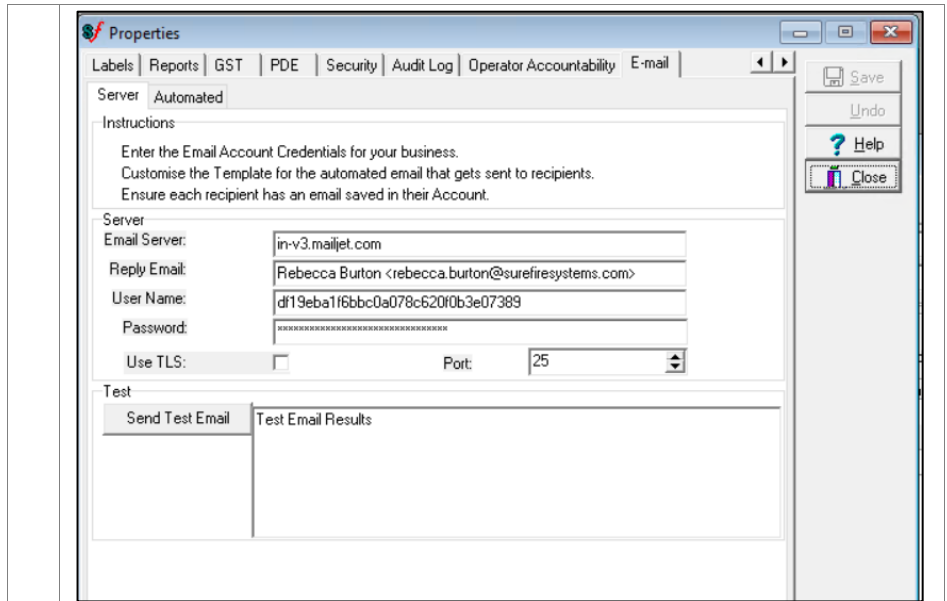 Sf Properties
Labels Reports GST PDE Security Audit Log Operator Accountability E-mail
Save
Undo
Help
Close
Server Automated
Instructions
Enter the Email Account Credentials for your business.
Customise the Template for the automated email that gets sent to recipients.
Ensure each recipient has an email saved in their Account.
Server
Email Server: in-v3.mailjet.com
Reply Email: Rebecca Burton <rebecca.burton@surefiresystems.com>
User Name: df19eba1f6bbc0a078c620f0b3e07389
Password: ********************************
Use TLS: Port: 25
Test
Send Test Email Test Email Results